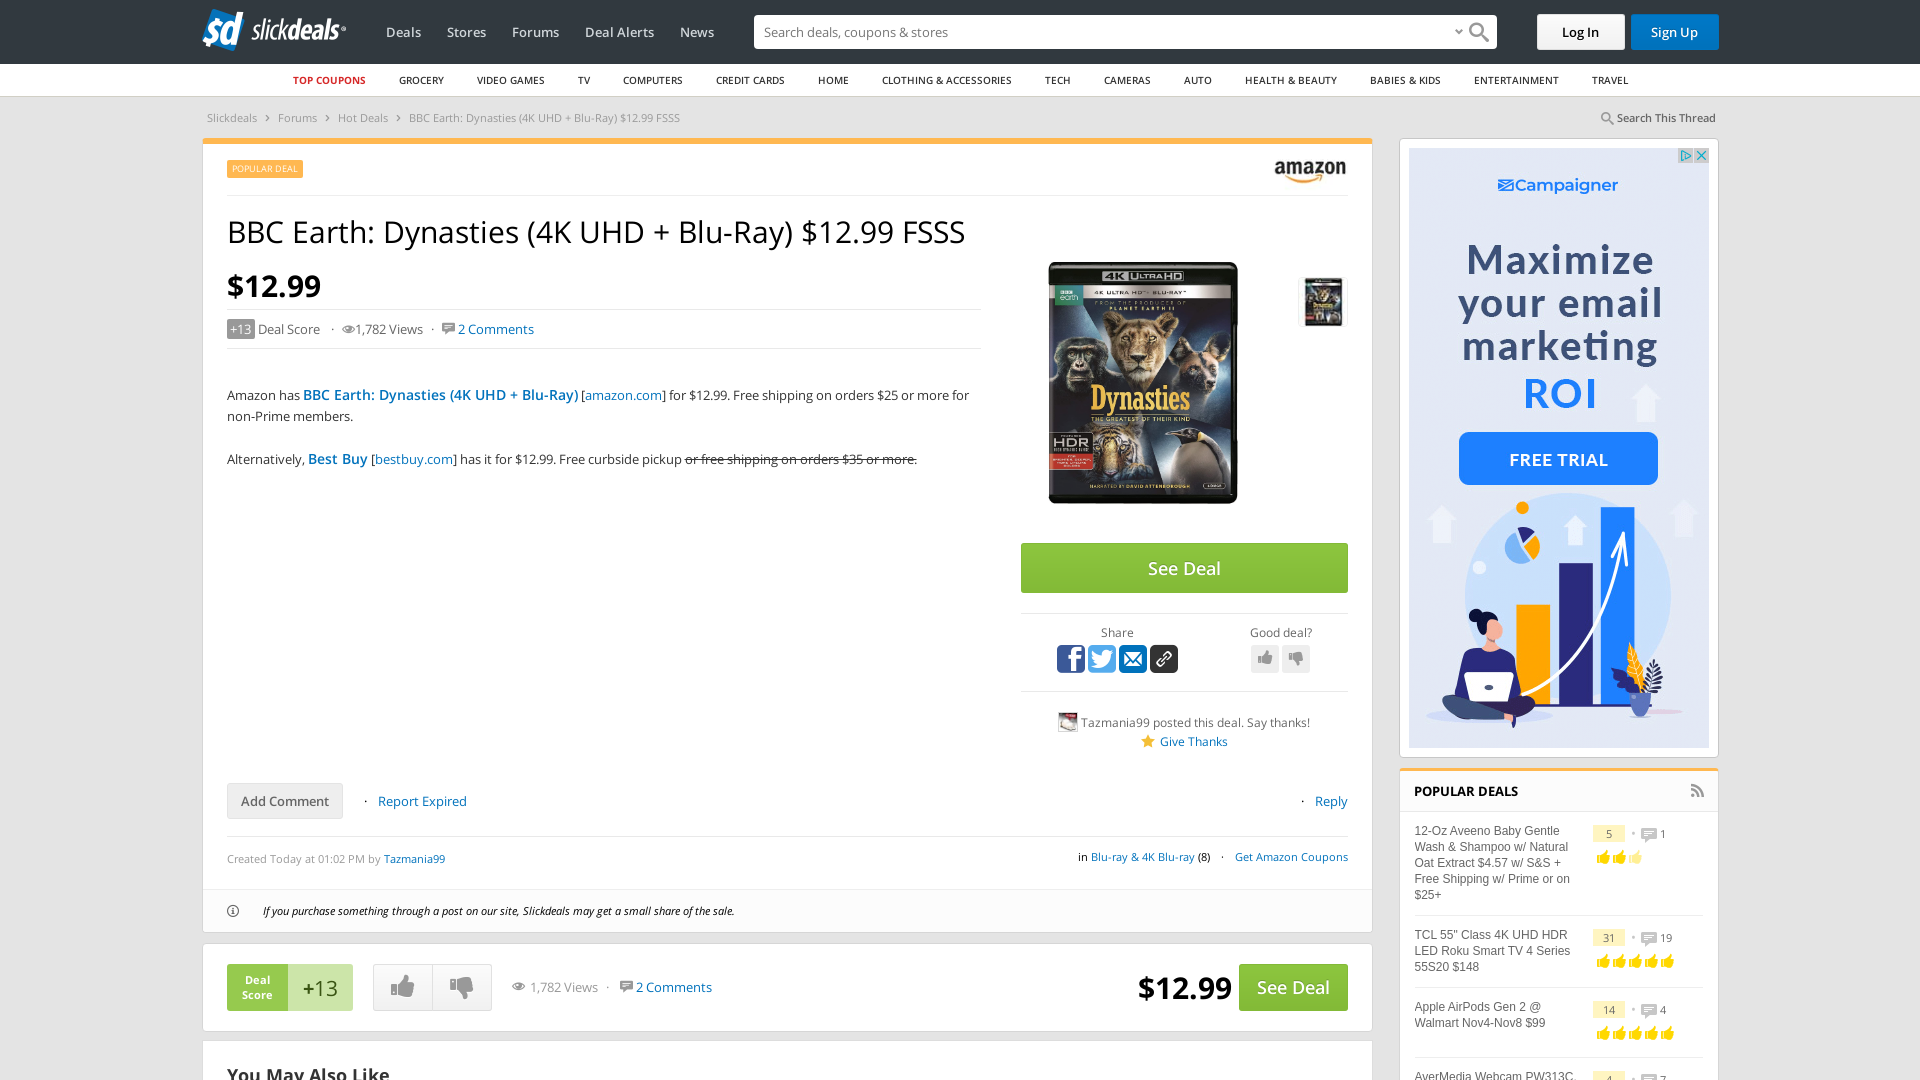 slickdeals
Deals
Stores
Forums
Deal Alerts
News
Search deals, coupons & stores
Log In
Sign Up
TOP COUPONS
GROCERY
VIDEO GAMES
TV
COMPUTERS
CREDIT CARDS
HOME
CLOTHING & ACCESSORIES
TECH
CAMERAS
AUTO
HEALTH & BEAUTY
BABIES & KIDS
ENTERTAINMENT
TRAVEL
Slickdeals > Forums > Hot Deals > BBC Earth: Dynasties (4K UHD + Blu-Ray) $12.99 FSSS
Search This Thread
POPULAR DEAL
amazon
BBC Earth: Dynasties (4K UHD + Blu-Ray) $12.99 FSSS
$12.99
+13 Deal Score · 1,782 Views · 2 Comments
Amazon has BBC Earth: Dynasties (4K UHD + Blu-Ray) [amazon.com] for $12.99. Free shipping on orders $25 or more for
non-Prime members.
Alternatively, Best Buy [bestbuy.com] has it for $12.99. Free curbside pickup or free shipping on orders $35 or more.
4K ULTRA HD
BBC
earth
4K ULTRA HD + BLU-RAY
FROM THE PRODUCER OF
PLANET EARTH II
Dynasties
THE GREATEST OF THEIR KIND
HDR
NARRATED BY DAVID ATTENBOROUGH
See Deal
Share
Good deal?
Tazmania99 posted this deal. Say thanks!
Give Thanks
Add Comment
· Report Expired
· Reply
Created Today at 01:02 PM by Tazmania99
in Blu-ray & 4K Blu-ray (8) · Get Amazon Coupons
If you purchase something through a post on our site, Slickdeals may get a small share of the sale.
Deal
Score
+13
1,782 Views · 2 Comments
$12.99
See Deal
You May Also Like
Campaigner
Maximize
your email
marketing
ROI
FREE TRIAL
POPULAR DEALS
12-Oz Aveeno Baby Gentle
Wash & Shampoo w/ Natural
Oat Extract $4.57 w/ S&S +
Free Shipping w/ Prime or on
$25+
5 • 1
TCL 55" Class 4K UHD HDR
LED Roku Smart TV 4 Series
55S20 $148
31 • 19
Apple AirPods Gen 2 @
Walmart Nov4-Nov8 $99
14 • 4
AverMedia Webcam PW313C,
4 • 7